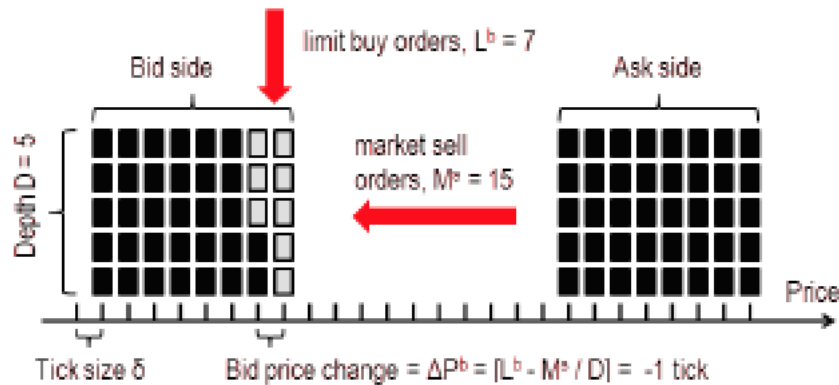 limit buy orders, Lᵇ = 7
Bid side
Ask side
market sell
orders, Mˢ = 15
Depth D = 5
Price
Tick size δ
Bid price change = ΔPᵇ = ⌈Lᵇ - Mˢ / D⌉ = -1 tick